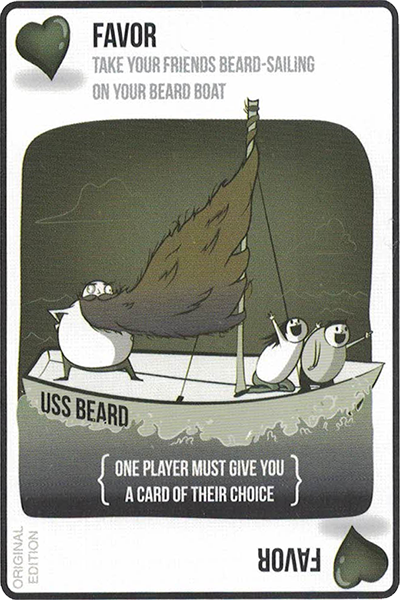 FAVOR
TAKE YOUR FRIENDS BEARD-SAILING
ON YOUR BEARD BOAT
USS BEARD
{ ONE PLAYER MUST GIVE YOU
A CARD OF THEIR CHOICE }
ORIGINAL
EDITION
FAVOR